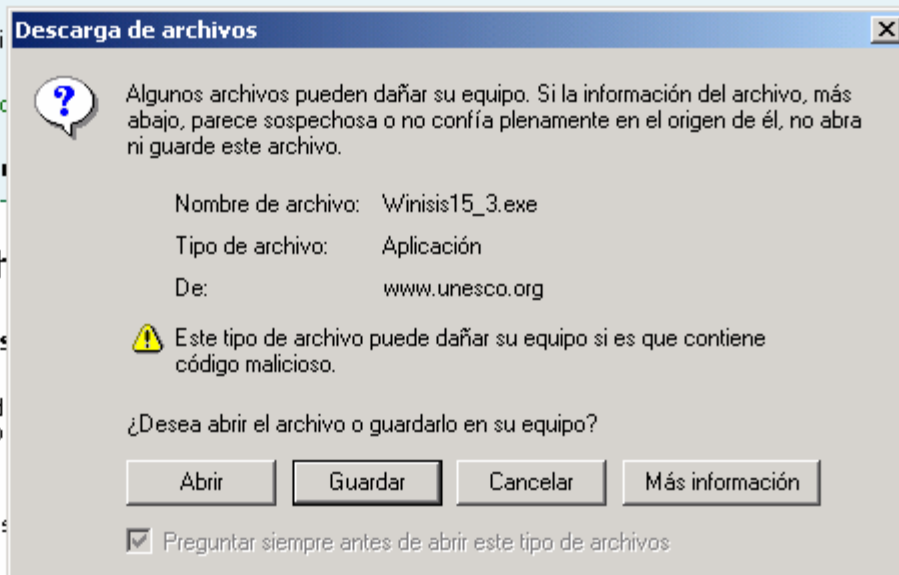 Descarga de archivos
Algunos archivos pueden dañar su equipo. Si la información del archivo, más
abajo, parece sospechosa o no confía plenamente en el origen de él, no abra
ni guarde este archivo.
Nombre de archivo: Winisis15_3.exe
Tipo de archivo: Aplicación
De: www.unesco.org
Este tipo de archivo puede dañar su equipo si es que contiene
código malicioso.
¿Desea abrir el archivo o guardarlo en su equipo?
Abrir Guardar Cancelar Más información
Preguntar siempre antes de abrir este tipo de archivos